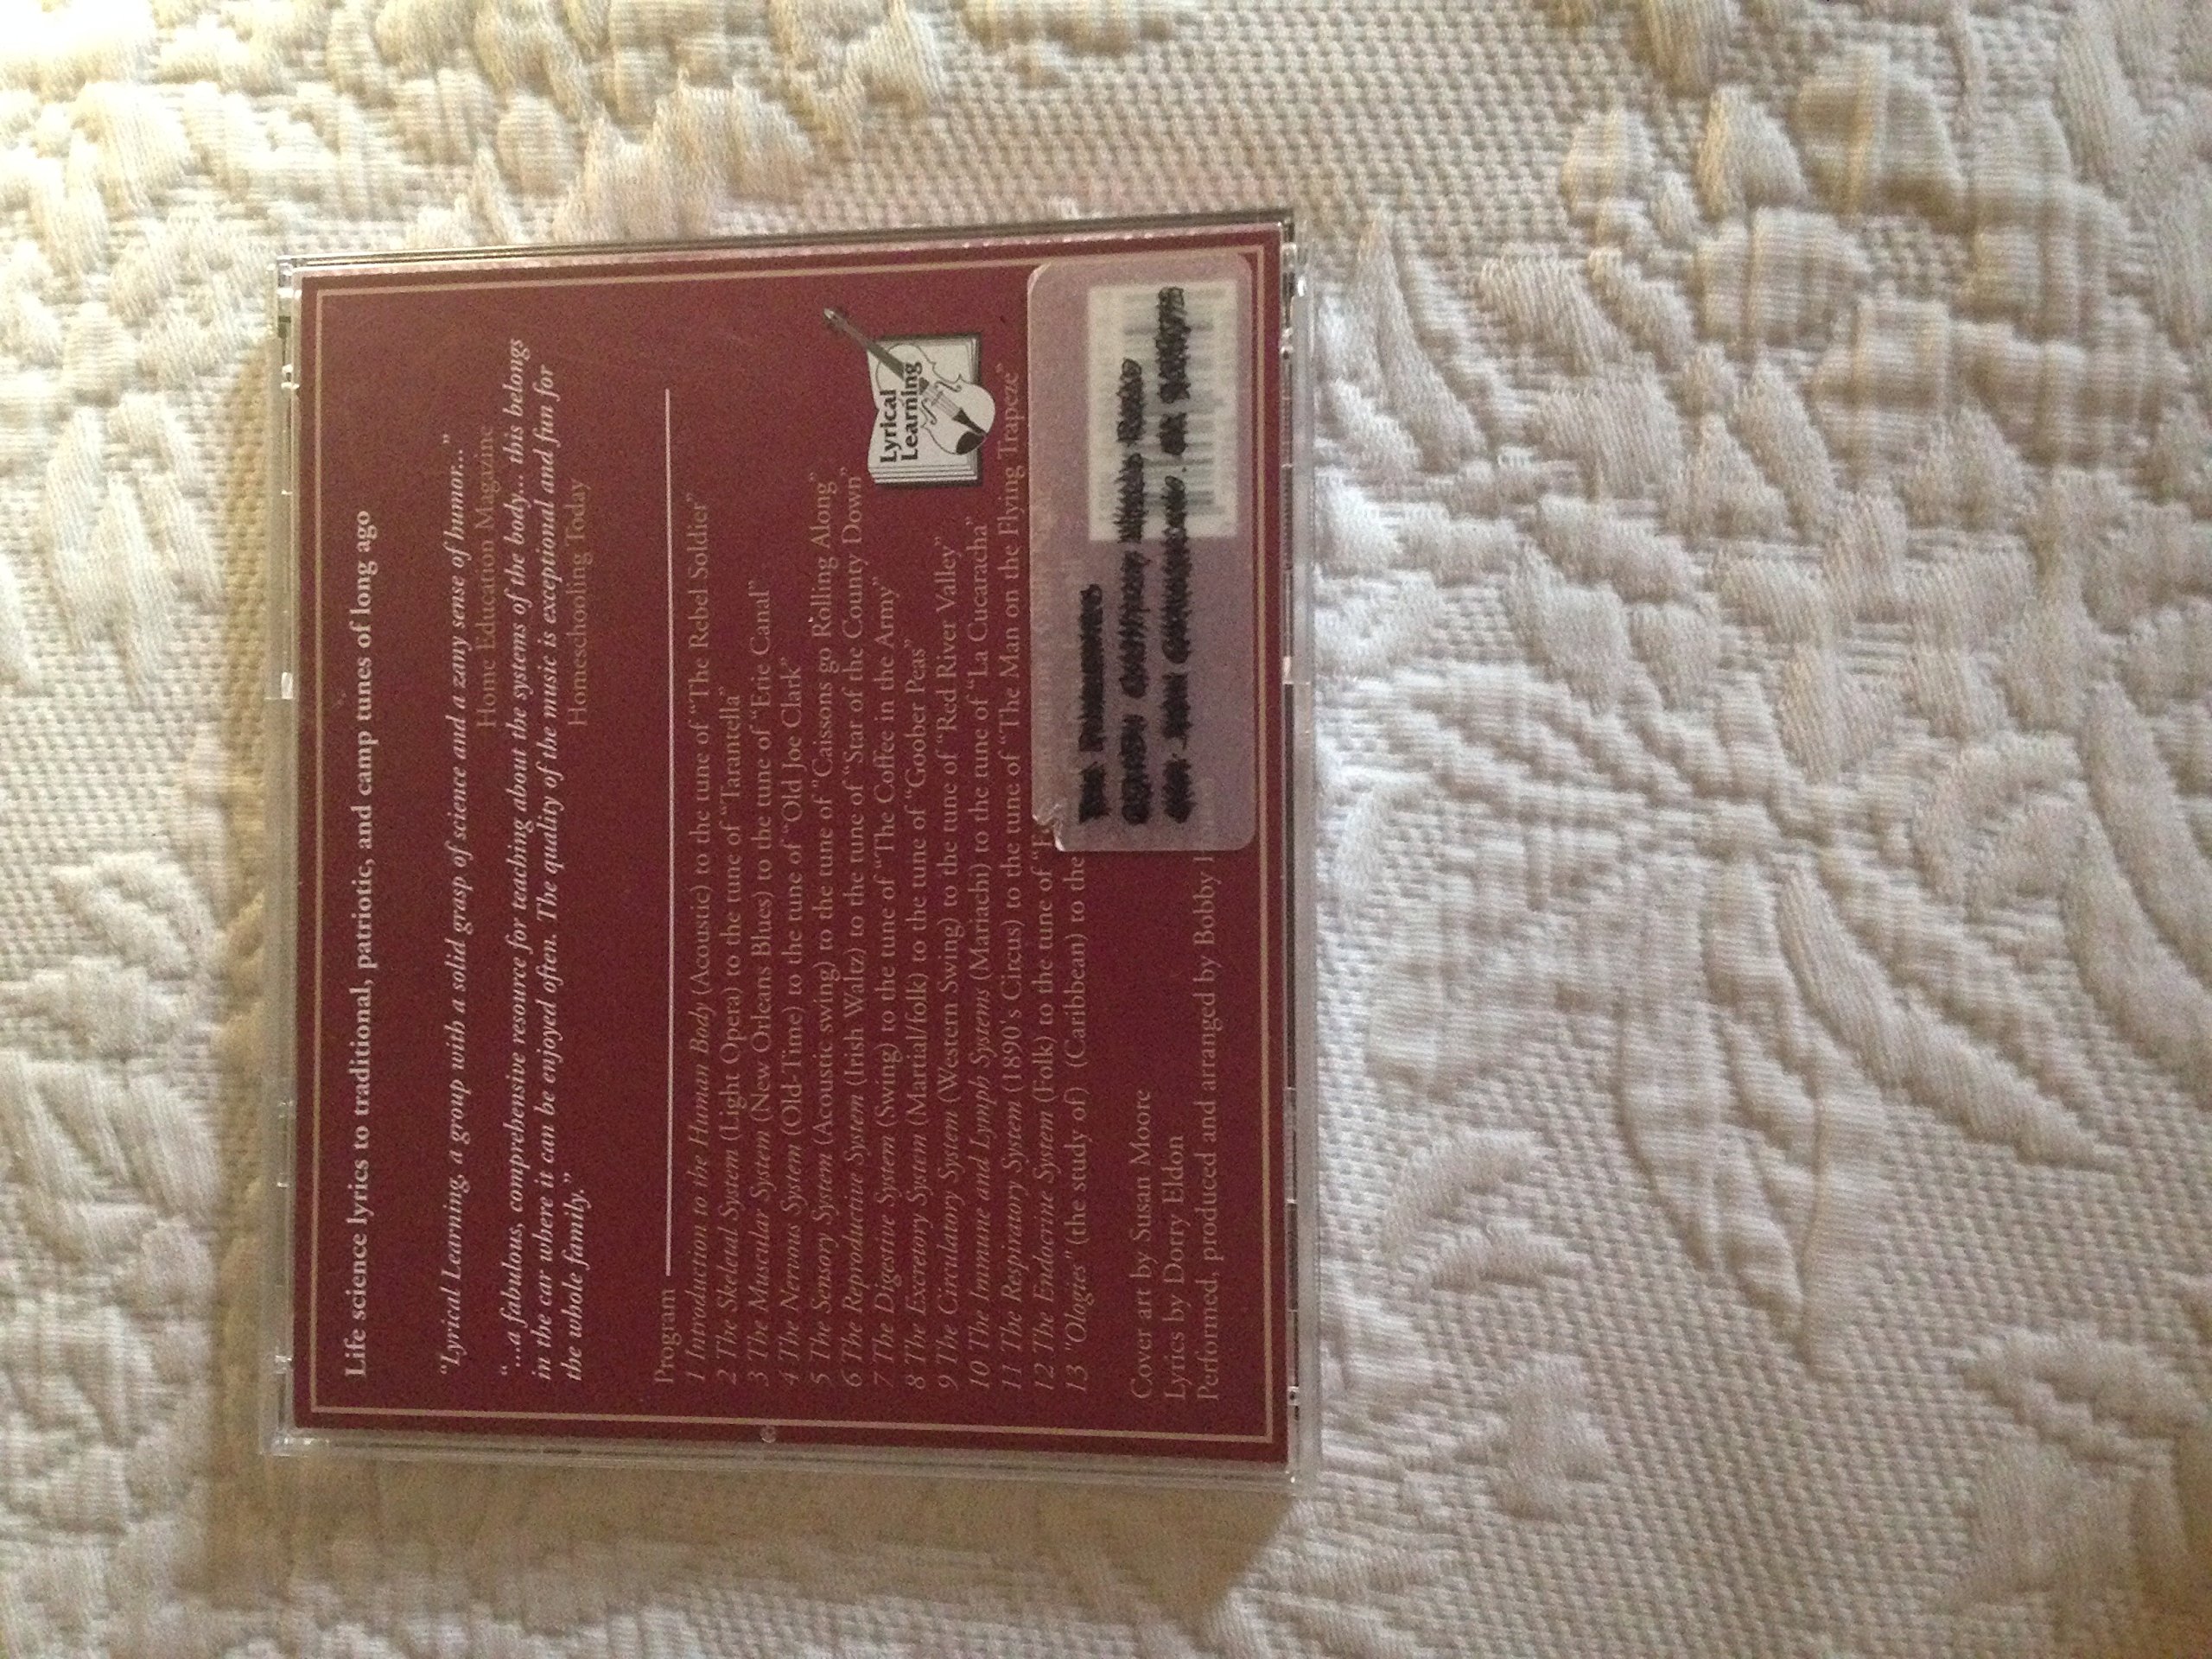 Life science lyrics to traditional, patriotic, and camp tunes of long ago
"Lyrical Learning, a group with a solid grasp of science and a zany sense of humor..."
Home Education Magazine
"...a fabulous, comprehensive resource for teaching about the systems of the body... this belongs
in the car where it can be enjoyed often. The quality of the music is exceptional and fun for
the whole family."
Homeschooling Today
Program
1 Introduction to the Human Body (Acoustic) to the tune of "The Rebel Soldier"
2 The Skeletal System (Light Opera) to the tune of "Tarantella"
3 The Muscular System (New Orleans Blues) to the tune of "Erie Canal"
4 The Nervous System (Old-Time) to the tune of "Old Joe Clark"
5 The Sensory System (Acoustic swing) to the tune of "Caissons go Rolling Along"
6 The Reproductive System (Irish Waltz) to the tune of "Star of the County Down"
7 The Digestive System (Swing) to the tune of "The Coffee in the Army"
8 The Excretory System (Martial/folk) to the tune of "Goober Peas"
9 The Circulatory System (Western Swing) to the tune of "Red River Valley"
10 The Immune and Lymph Systems (Mariachi) to the tune of "La Cucaracha"
11 The Respiratory System (1890's Circus) to the tune of "The Man on the Flying Trapeze"
12 The Endocrine System (Folk) to the tune of "
13 "Ologies" (the study of) (Caribbean) to the
Lyrical
Learning
Cover art by Susan Moore
Lyrics by Dorry Eldon
Performed, produced and arranged by Bobby